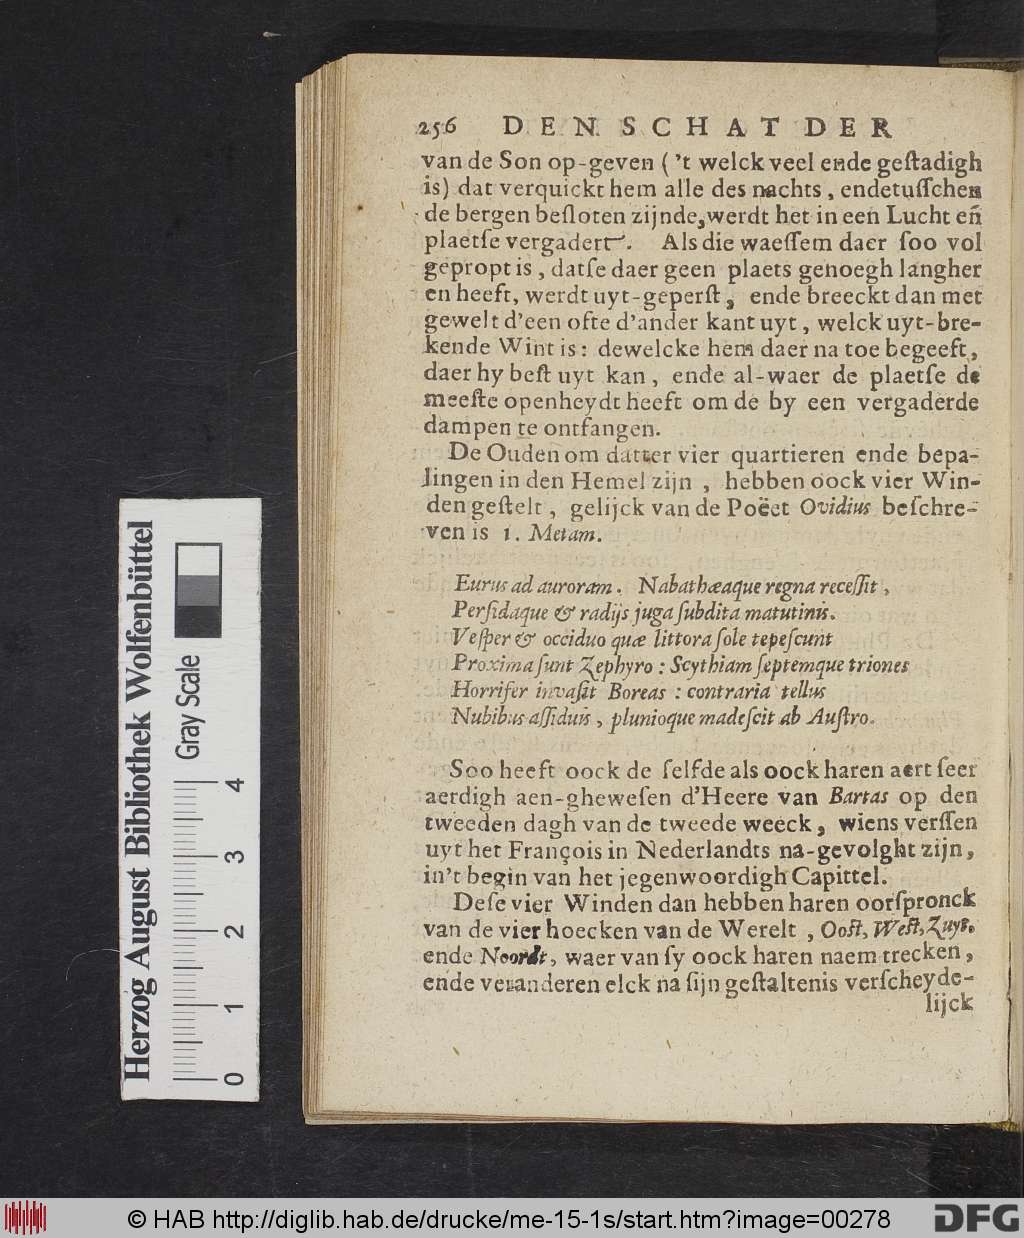 256 DEN SCHAT DER
van de Son op-geven ( 't welck veel ende geſtadigh
is) dat verquickt hem alle des nachts, endetuſſchen
de bergen beſloten zijnde, werdt het in een Lucht en̄
plaetſe vergadert. Als die waeſſem daer ſoo vol
gepropt is, datſe daer geen plaets genoegh langher
en heeft, werdt uyt-geperſt, ende breeckt dan met
gewelt d'een ofte d'ander kant uyt, welck uyt-bre-
kende Wint is: dewelcke hem daer na toe begeeft,
daer hy beſt uyt kan, ende al-waer de plaetſe de
meeſte openheydt heeft om de by een vergaderde
dampen te ontfangen.
De Ouden om datter vier quartieren ende bepa-
lingen in den Hemel zijn, hebben oock vier Win-
den geſtelt, gelijck van de Poëet Ovidius beſchre-
ven is 1. Metam.
Eurus ad auroram. Nabathæaque regna receſſit,
Perſidaque & radijs juga ſubdita matutinis.
Veſper & occiduo quæ littora ſole tepeſcunt
Proxima ſunt Zephyro: Scythiam ſeptemque triones
Horrifer invaſit Boreas: contraria tellus
Nubibus aſſiduis, plunioque madeſcit ab Auſtro.
Soo heeft oock de ſelfde als oock haren aert ſeer
aerdigh aen-gheweſen d'Heere van Bartas op den
tweeden dagh van de tweede weeck, wiens verſſen
uyt het François in Nederlandts na-gevolght zijn,
in't begin van het jegenwoordigh Capittel.
Deſe vier Winden dan hebben haren oorſpronck
van de vier hoecken van de Werelt, Ooſt, Weſt, Zuyt.
ende Noordt, waer van ſy oock haren naem trecken,
ende veranderen elck na ſijn geſtaltenis verſcheyde-
lijck
Herzog August Bibliothek Wolfenbüttel
Gray Scale
0 1 2 3 4
© HAB http://diglib.hab.de/drucke/me-15-1s/start.htm?image=00278
DFG